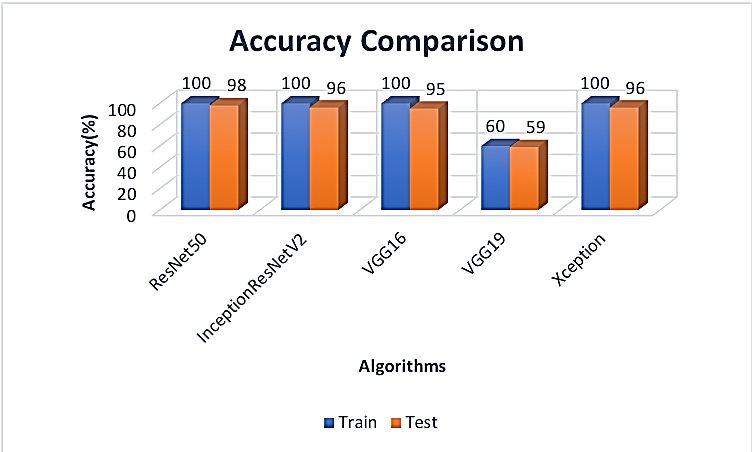 Accuracy Comparison
100 98 100 96 100 95 60 59 100 96
100
80
60
40
20
0
Accuracy(%)
ResNet50
InceptionResNetV2
VGG16
VGG19
Xception
Algorithms
Train Test